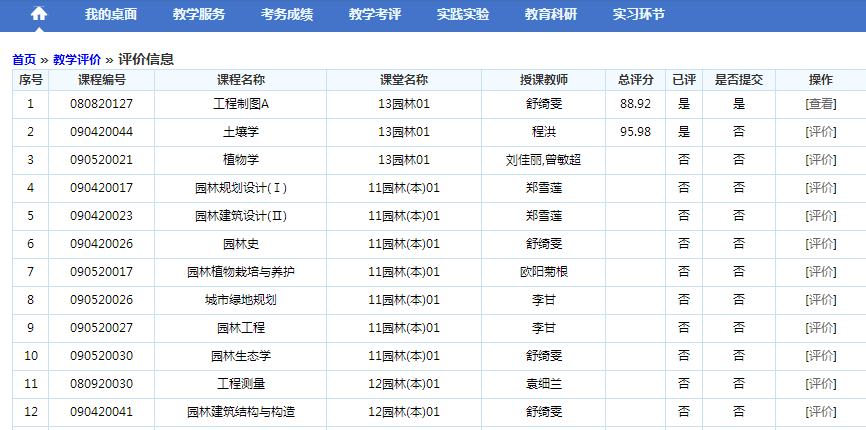 我的桌面 教学服务 考务成绩 教学考评 实践实验 教育科研 实习环节
首页 » 教学评价 » 评价信息
序号 课程编号 课程名称 课堂名称 授课教师 总评分 已评 是否提交 操作
1 080820127 工程制图A 13园林01 舒绮雯 88.92 是 是 [查看]
2 090420044 土壤学 13园林01 程洪 95.98 是 否 [评价]
3 090520021 植物学 13园林01 刘佳丽,曾敏超 否 否 [评价]
4 090420017 园林规划设计(Ⅰ) 11园林(本)01 郑雪莲 否 否 [评价]
5 090420023 园林建筑设计(Ⅱ) 11园林(本)01 郑雪莲 否 否 [评价]
6 090420026 园林史 11园林(本)01 舒绮雯 否 否 [评价]
7 090520017 园林植物栽培与养护 11园林(本)01 欧阳菊根 否 否 [评价]
8 090520026 城市绿地规划 11园林(本)01 李甘 否 否 [评价]
9 090520027 园林工程 11园林(本)01 李甘 否 否 [评价]
10 090520030 园林生态学 11园林(本)01 舒绮雯 否 否 [评价]
11 080920030 工程测量 12园林(本)01 袁细兰 否 否 [评价]
12 090420041 园林建筑结构与构造 12园林(本)01 舒绮雯 否 否 [评价]